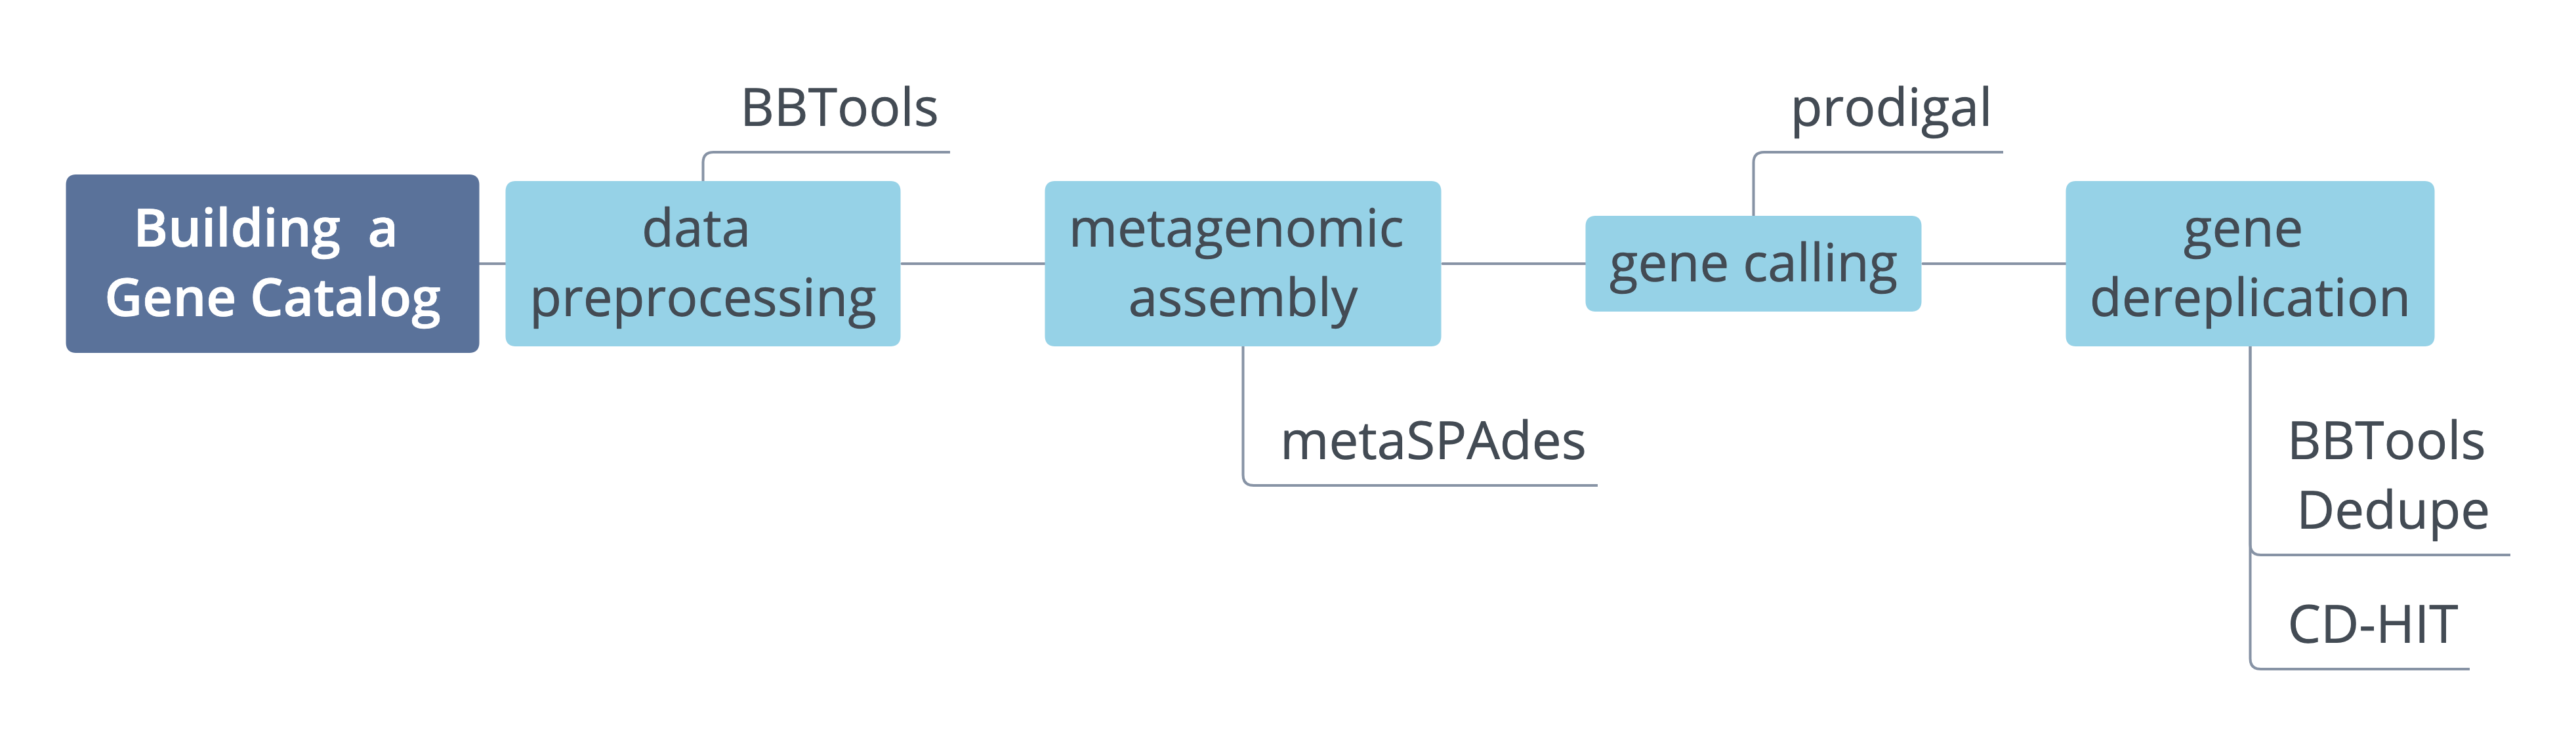 BBTools
prodigal
Building a
Gene Catalog
data
preprocessing
metagenomic
assembly
gene calling
gene
dereplication
metaSPAdes
BBTools
Dedupe
CD-HIT